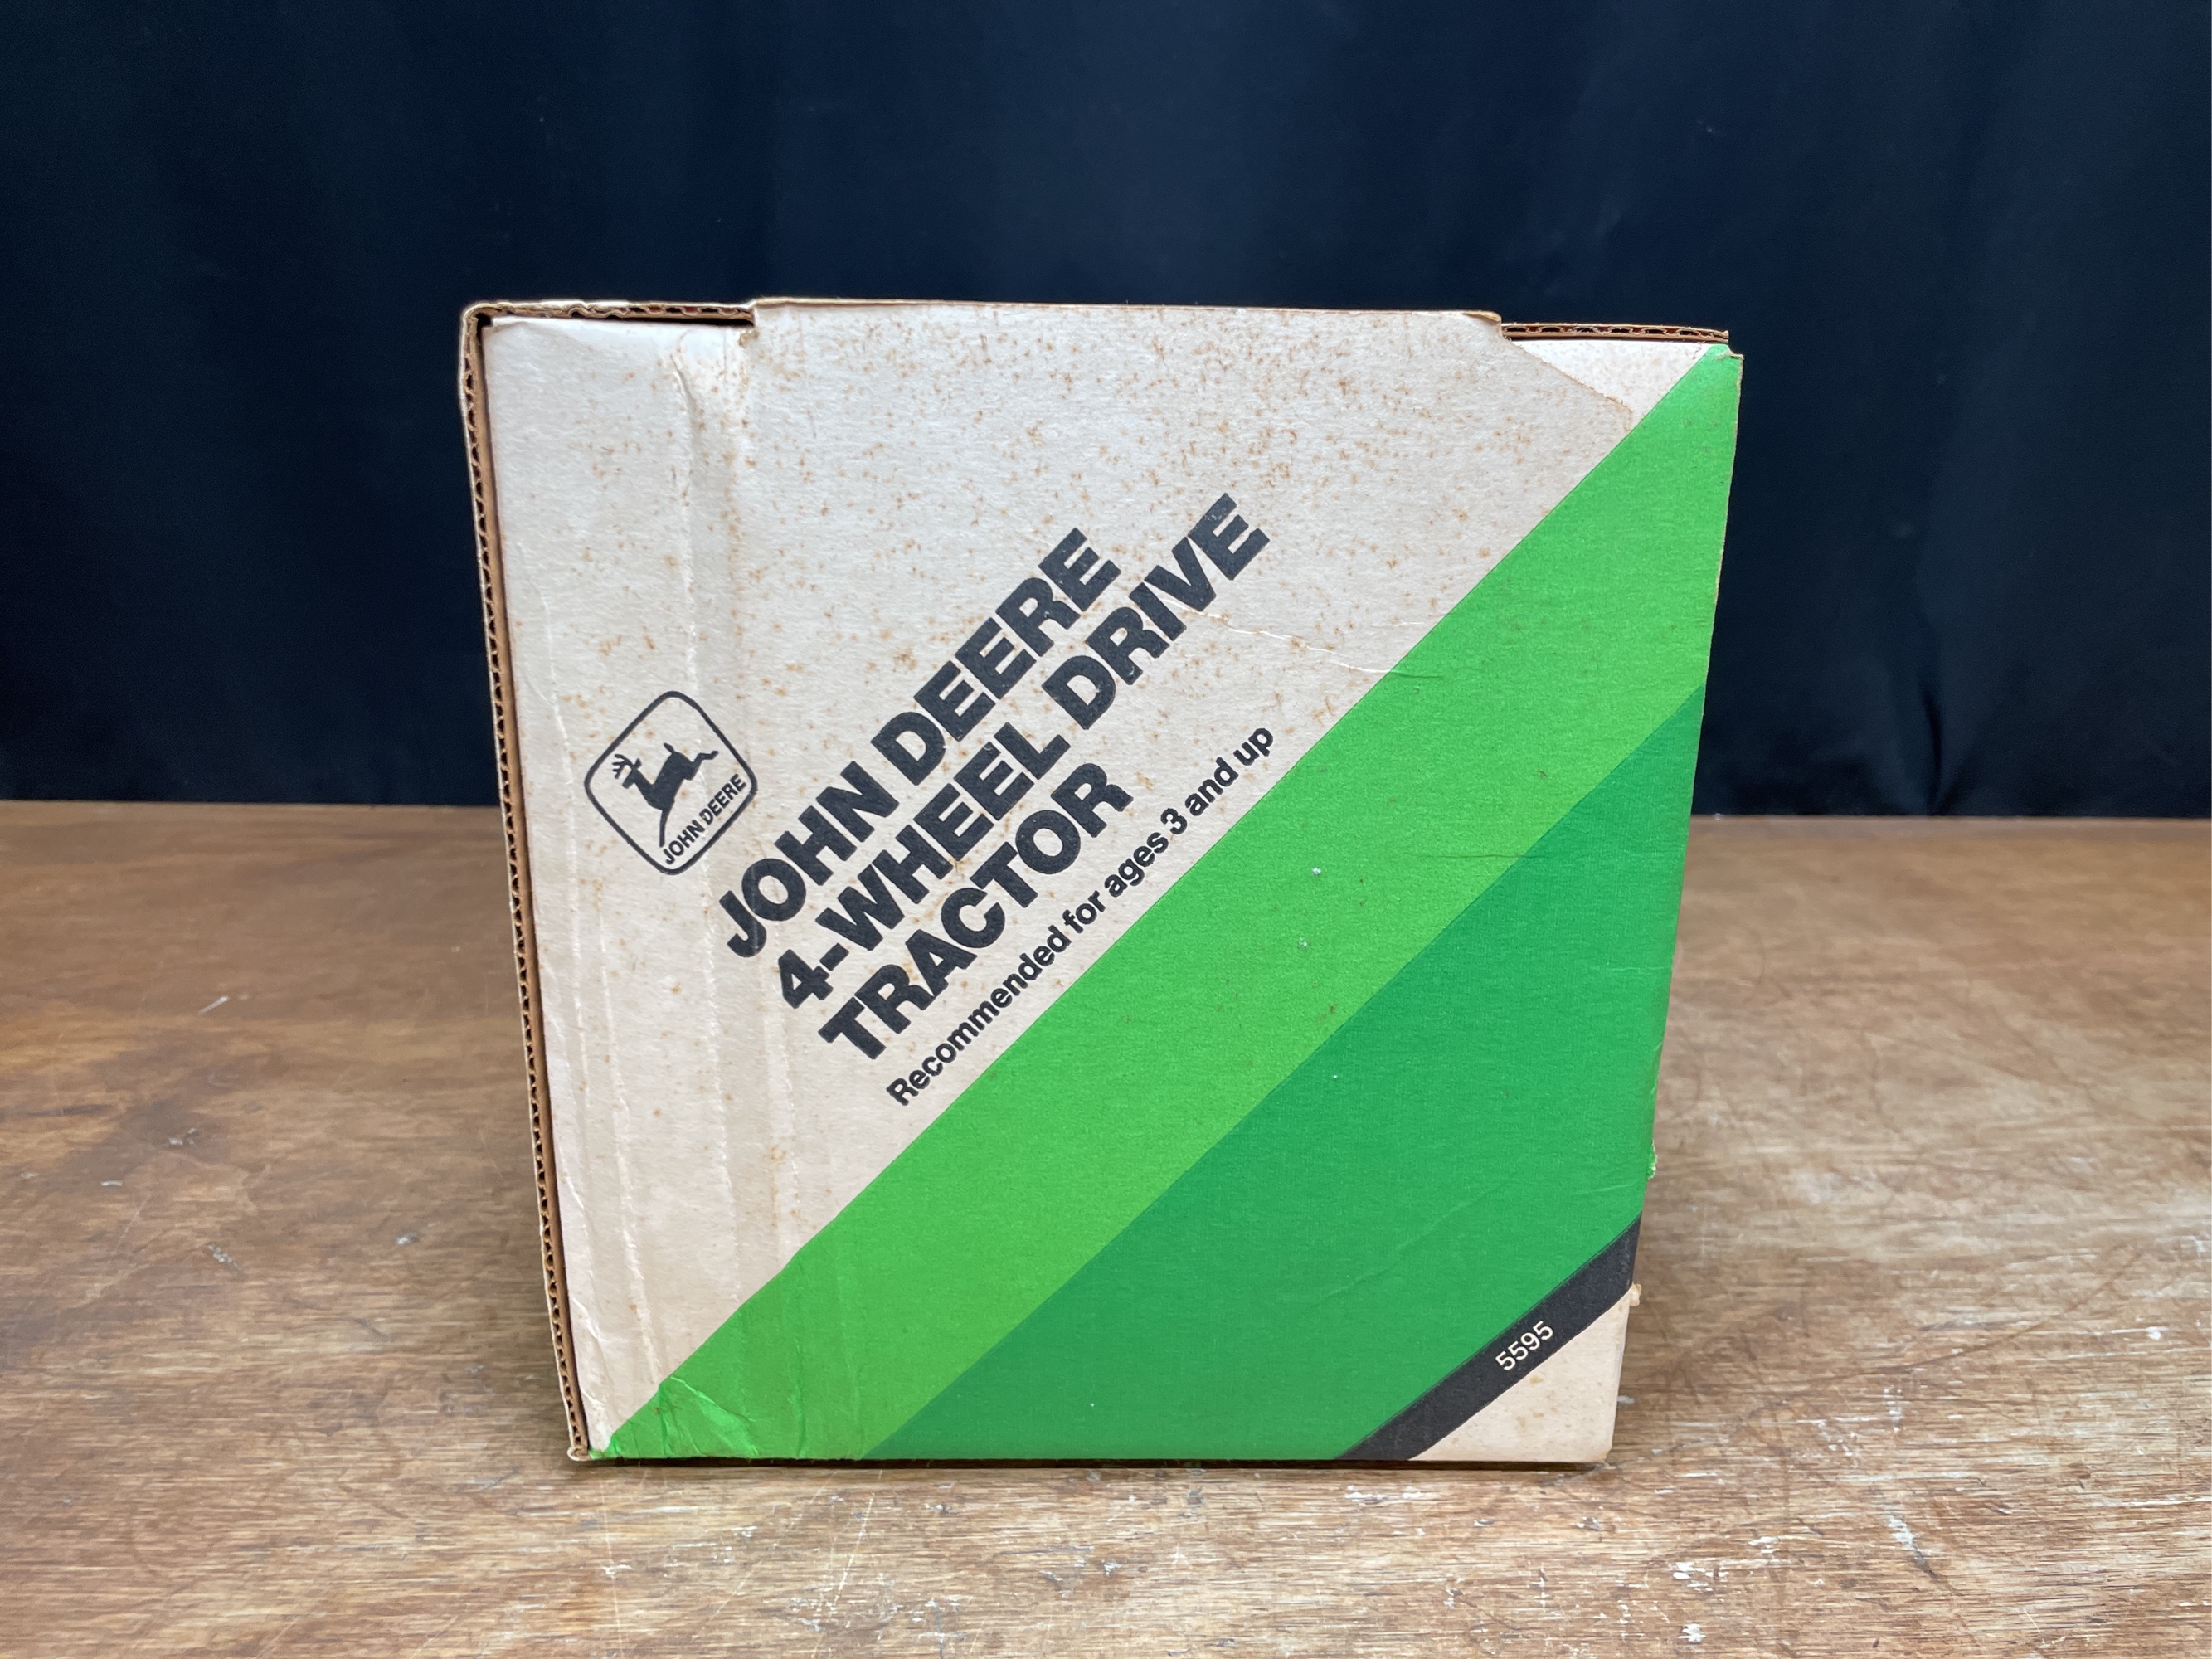 JOHN DEERE
JOHN DEERE
4-WHEEL DRIVE
TRACTOR
Recommended for ages 3 and up
5595